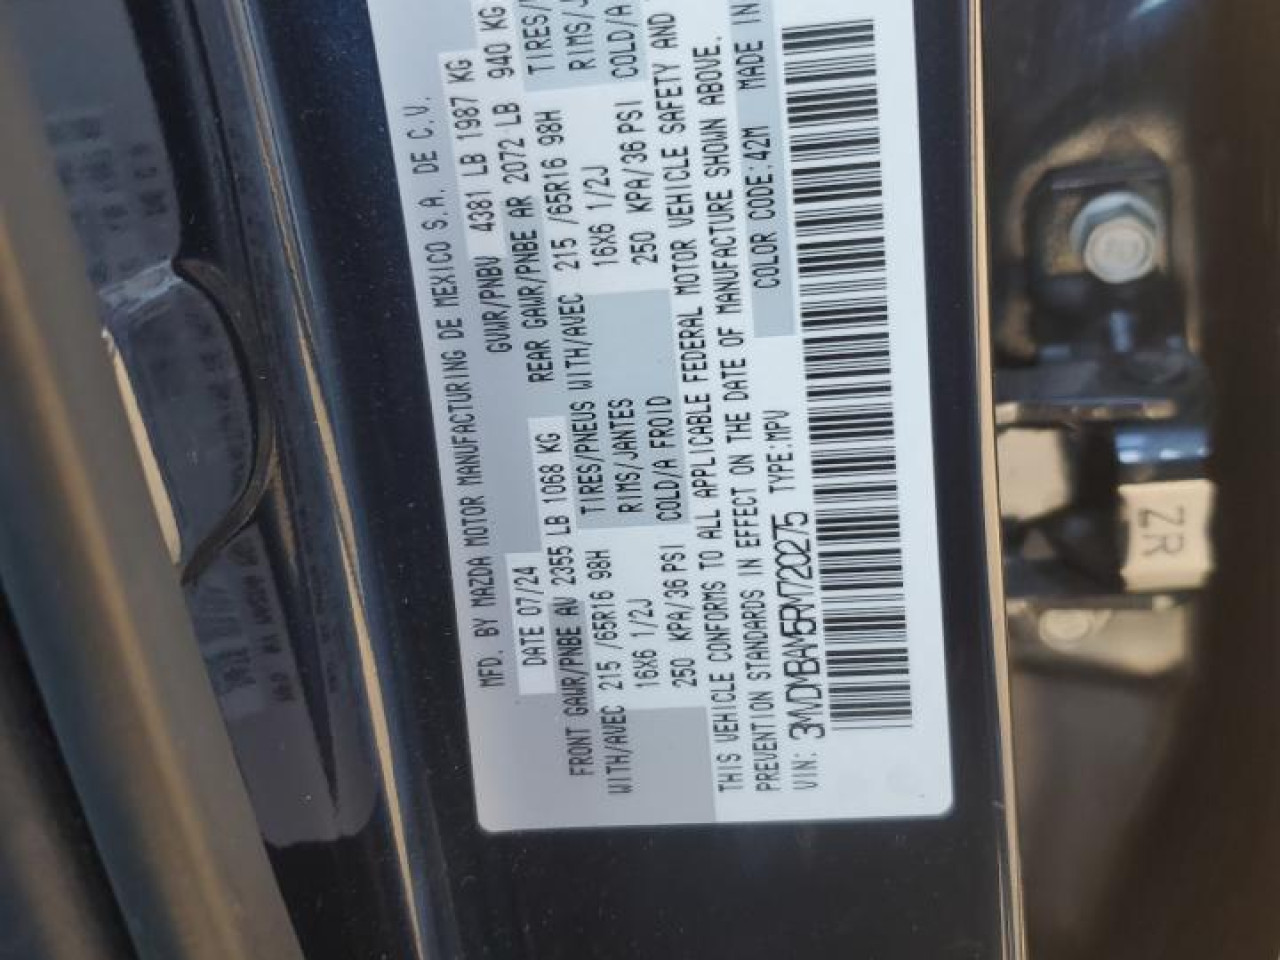 MFD. BY MAZDA MOTOR MANUFACTURING DE MEXICO S.A. DE C.V.
DATE 07/24 GVWR/PNBV 4381 LB 1987 KG
FRONT GAWR/PNBE AV 2355 LB 1068 KG REAR GAWR/PNBE AR 2072 LB 940 KG
WITH/AVEC 215 /65R16 98H TIRES/PNEUS WITH/AVEC 215 /65R16 98H TIRES/
16X6 1/2J RIMS/JANTES 16X6 1/2J RIMS/
250 KPA/36 PSI COLD/A FROID 250 KPA/36 PSI COLD/A
THIS VEHICLE CONFORMS TO ALL APPLICABLE FEDERAL MOTOR VEHICLE SAFETY AND
PREVENTION STANDARDS IN EFFECT ON THE DATE OF MANUFACTURE SHOWN ABOVE.
VIN: 3MVDMBAM5RM720275 TYPE:MPV COLOR CODE:42M MADE IN
2R